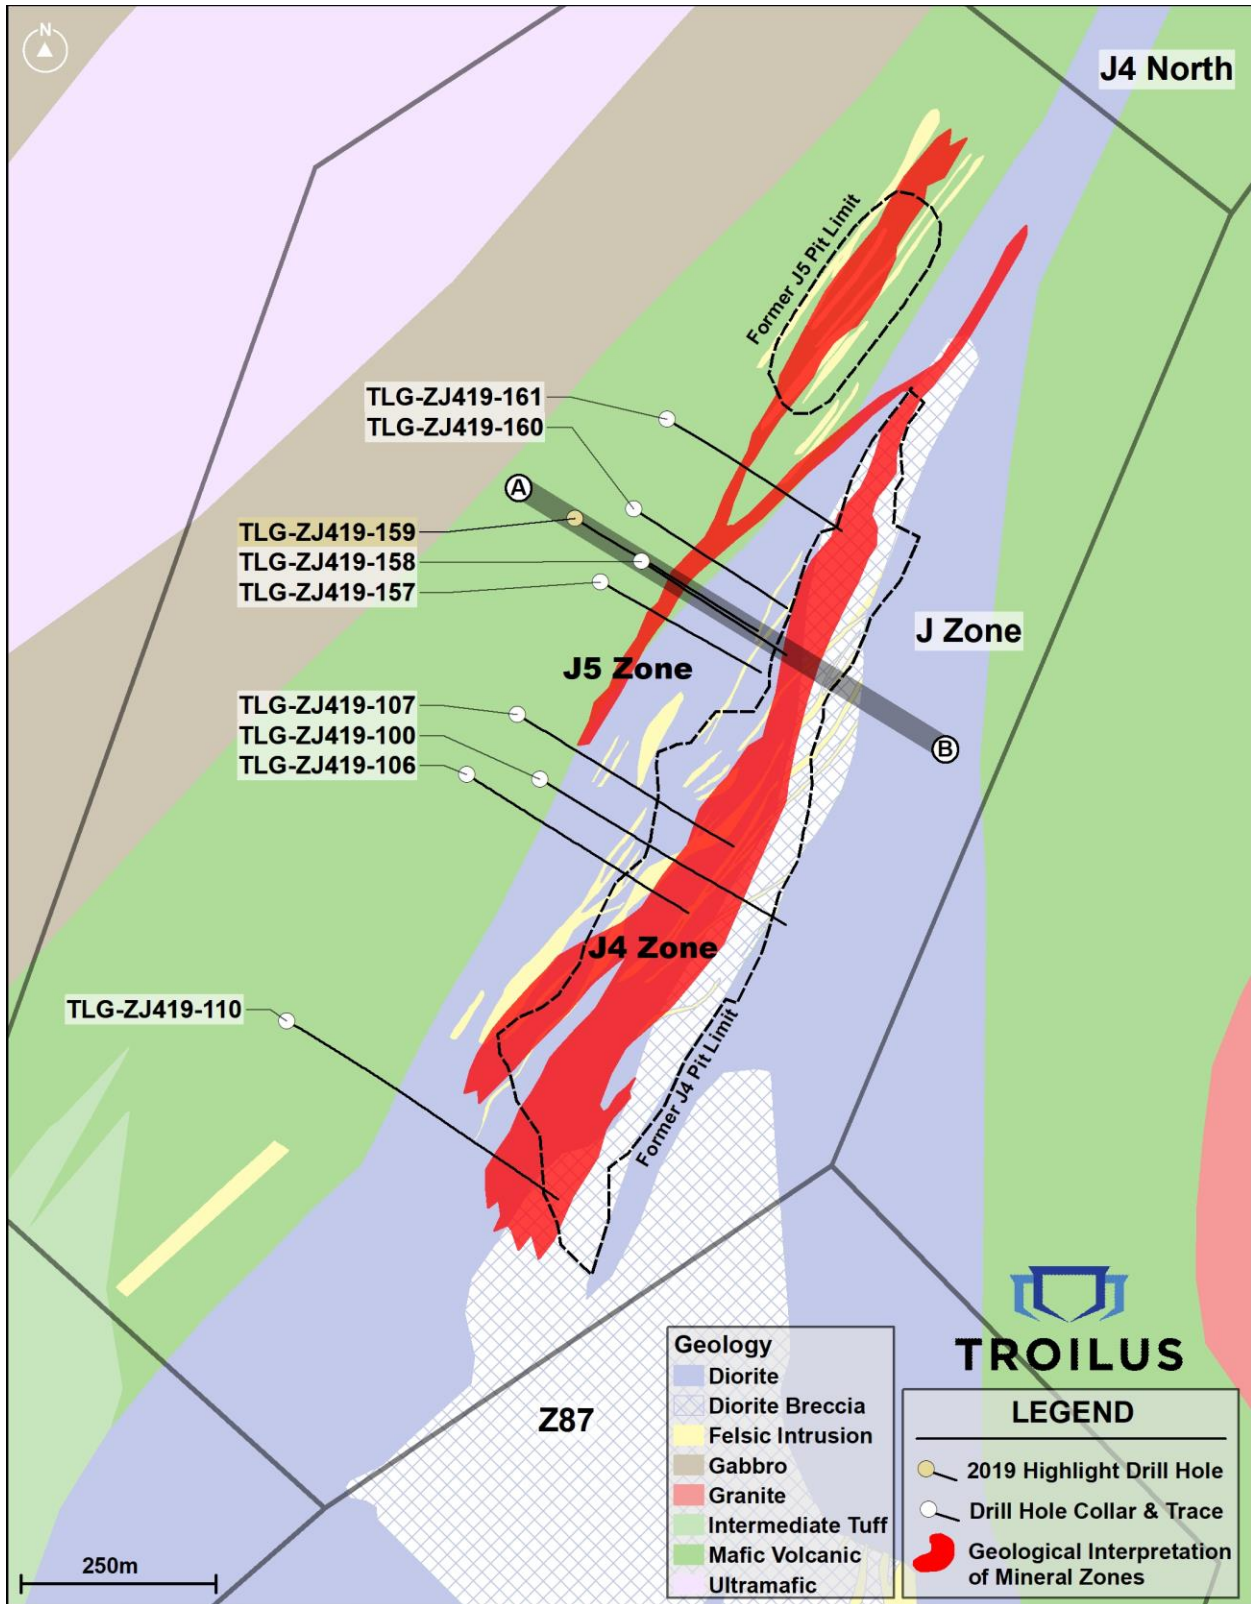 N
J4 North
Former J5 Pit Limit
TLG-ZJ419-161
TLG-ZJ419-160
A
TLG-ZJ419-159
TLG-ZJ419-158
TLG-ZJ419-157
J Zone
J5 Zone
TLG-ZJ419-107
TLG-ZJ419-100
TLG-ZJ419-106
B
J4 Zone
TLG-ZJ419-110
Former J4 Pit Limit
Z87
250m
Geology
Diorite
Diorite Breccia
Felsic Intrusion
Gabbro
Granite
Intermediate Tuff
Mafic Volcanic
Ultramafic
TROILUS
LEGEND
2019 Highlight Drill Hole
Drill Hole Collar & Trace
Geological Interpretation
of Mineral Zones